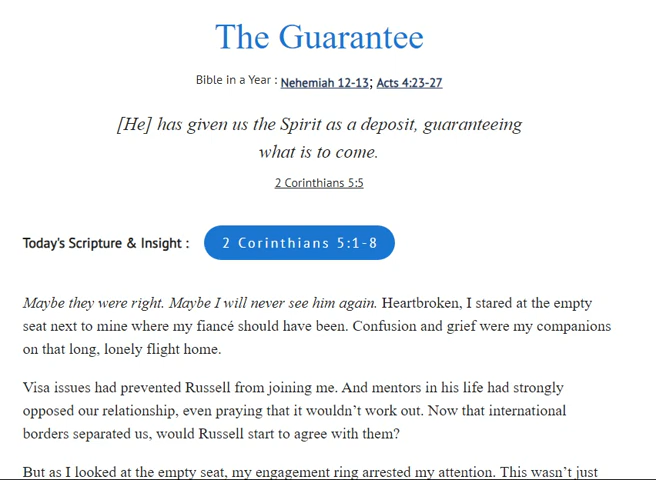 The Guarantee
Bible in a Year : Nehemiah 12-13; Acts 4:23-27
[He] has given us the Spirit as a deposit, guaranteeing
what is to come.
2 Corinthians 5:5
Today's Scripture & Insight : 2 Corinthians 5:1-8
Maybe they were right. Maybe I will never see him again. Heartbroken, I stared at the empty
seat next to mine where my fiancé should have been. Confusion and grief were my companions
on that long, lonely flight home.
Visa issues had prevented Russell from joining me. And mentors in his life had strongly
opposed our relationship, even praying that it wouldn’t work out. Now that international
borders separated us, would Russell start to agree with them?
But as I looked at the empty seat, my engagement ring arrested my attention. This wasn’t just